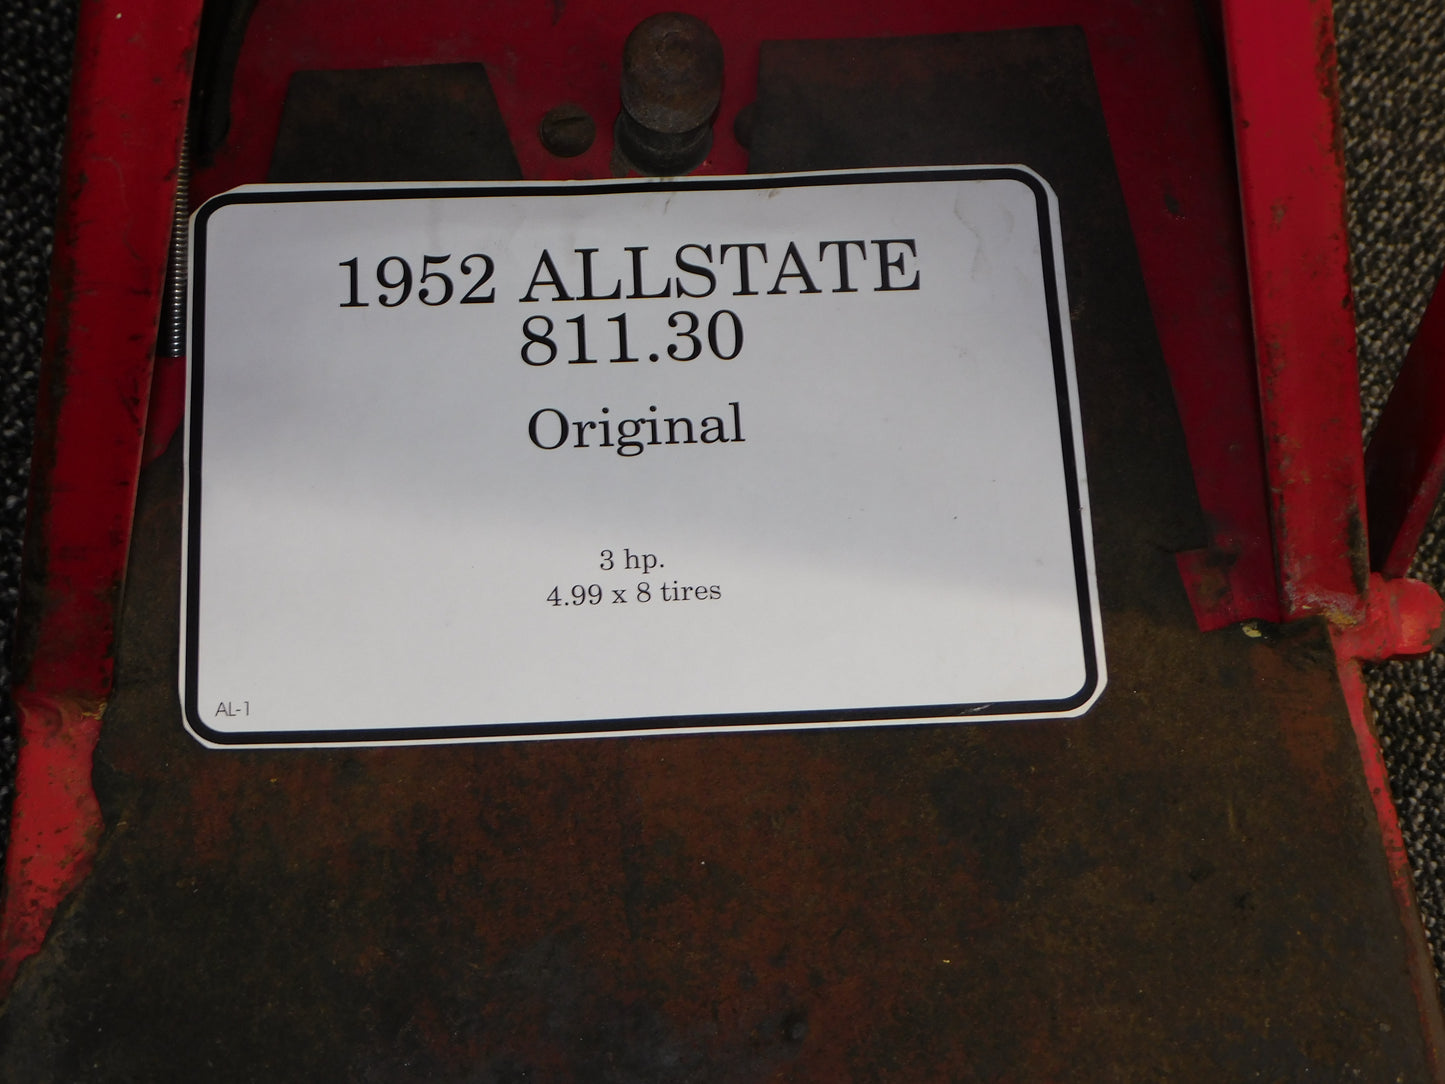 1952 ALLSTATE
811.30
Original
3 hp.
4.99 x 8 tires
AL-1